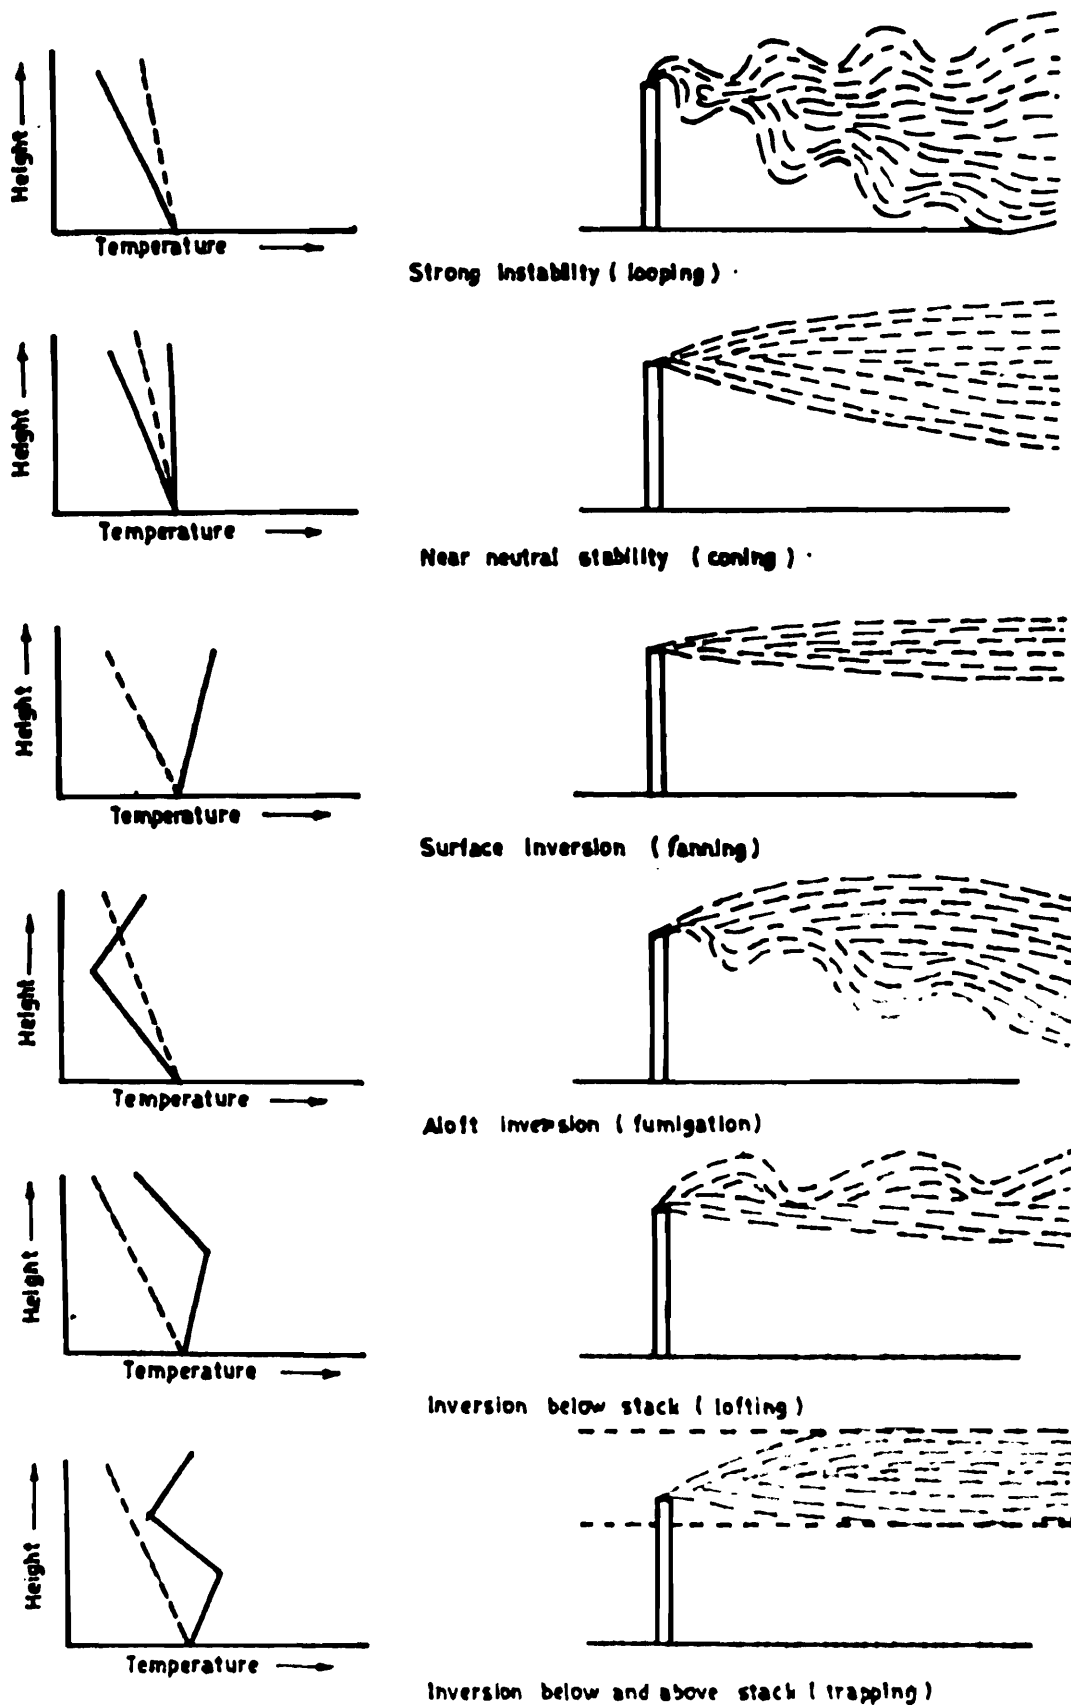 Height
Temperature
Strong instability (looping)
Height
Temperature
Near neutral stability (coning)
Height
Temperature
Surface inversion (fanning)
Height
Temperature
Aloft inversion (fumigation)
Height
Temperature
Inversion below stack (lofting)
Height
Temperature
Inversion below and above stack (trapping)